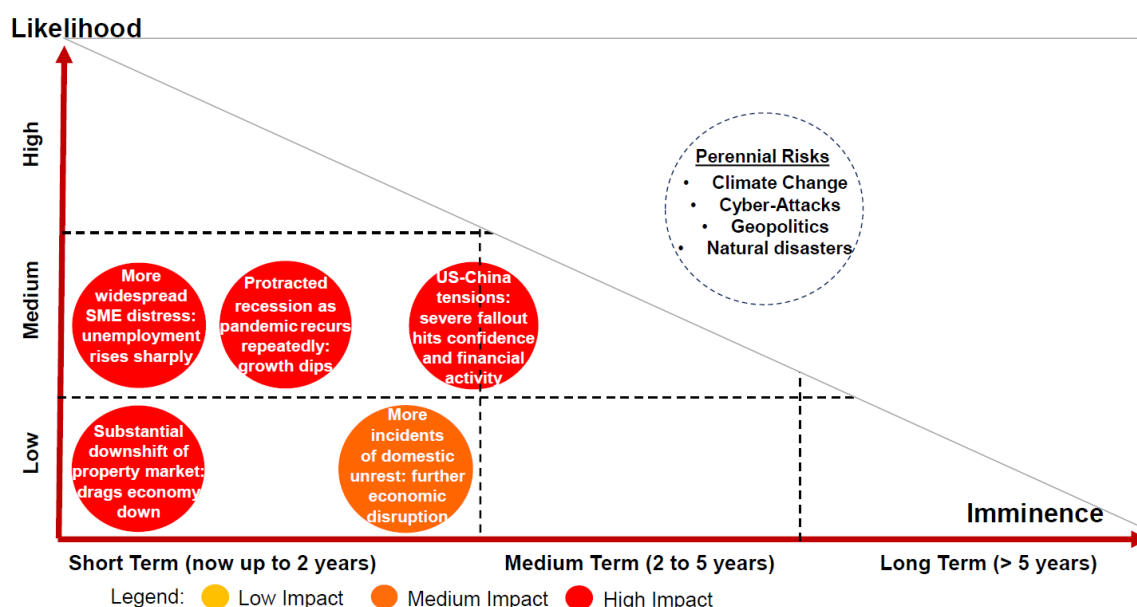 Likelihood
High
Medium
Low
Perennial Risks
• Climate Change
• Cyber-Attacks
• Geopolitics
• Natural disasters
More
widespread
SME distress:
unemployment
rises sharply
Protracted
recession as
pandemic recurs
repeatedly:
growth dips
US-China
tensions:
severe fallout
hits confidence
and financial
activity
Substantial
downshift of
property market:
drags economy
down
More
incidents
of domestic
unrest: further
economic
disruption
Imminence
Short Term (now up to 2 years)
Medium Term (2 to 5 years)
Long Term (> 5 years)
Legend:
Low Impact
Medium Impact
High Impact